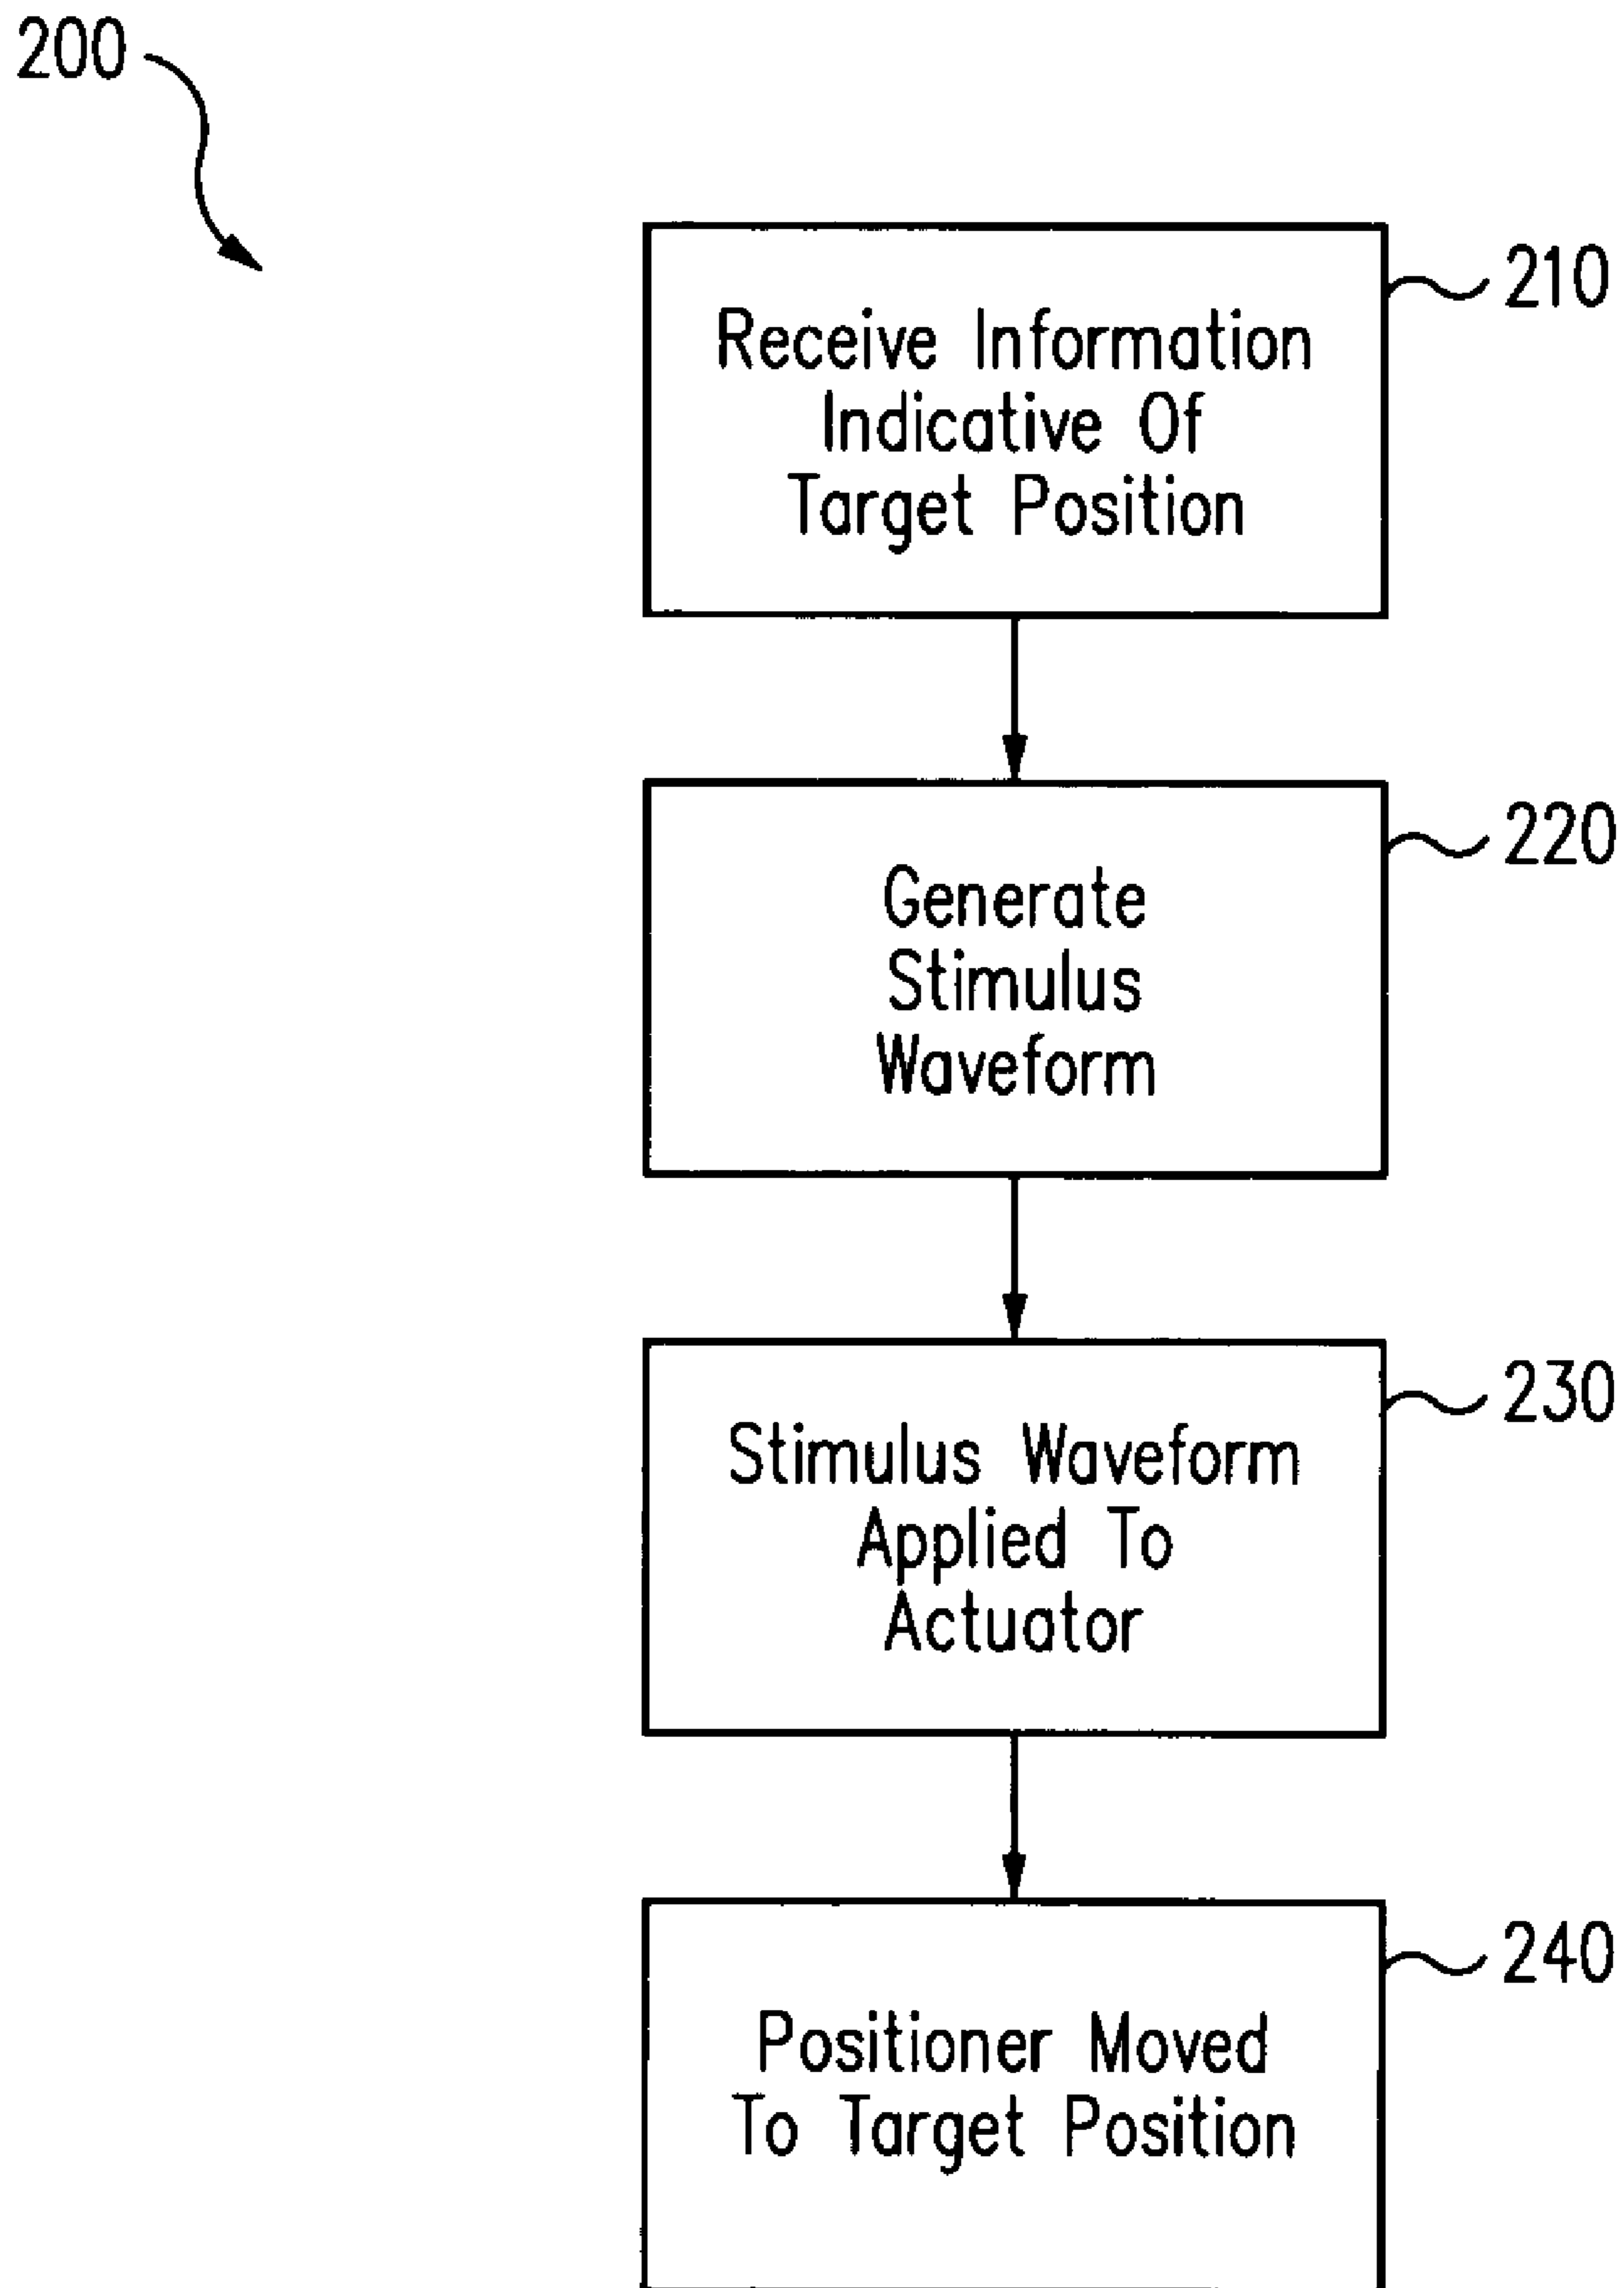 200
210
Receive Information
Indicative Of
Target Position
220
Generate
Stimulus
Waveform
230
Stimulus Waveform
Applied To
Actuator
240
Positioner Moved
To Target Position